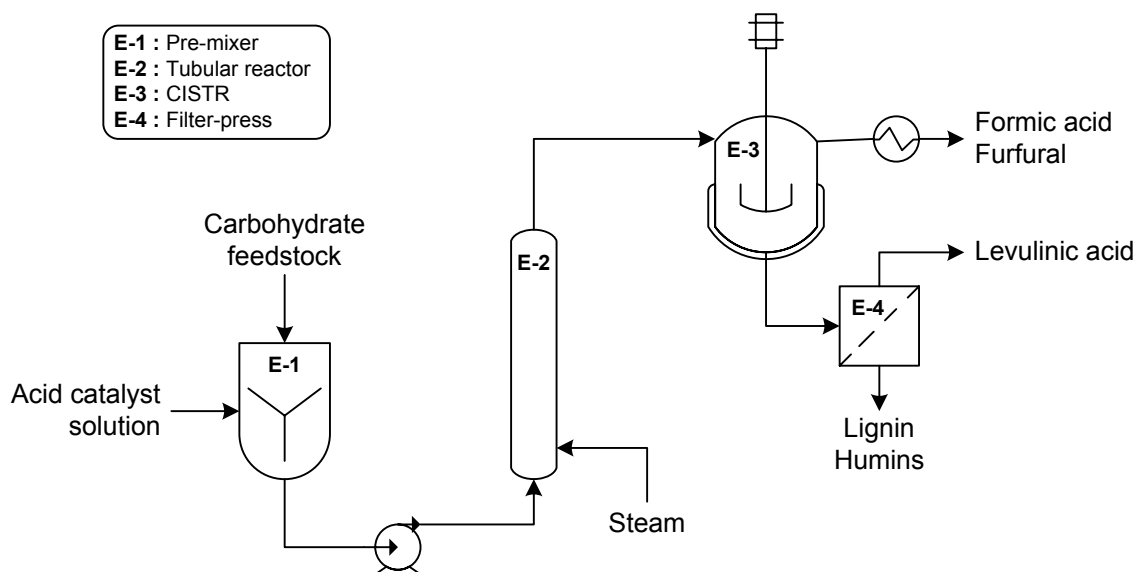 E-1 : Pre-mixer
E-2 : Tubular reactor
E-3 : CISTR
E-4 : Filter-press
E-3
Formic acid
Furfural
Carbohydrate
feedstock
E-2
Levulinic acid
E-4
E-1
Acid catalyst
solution
Lignin
Humins
Steam